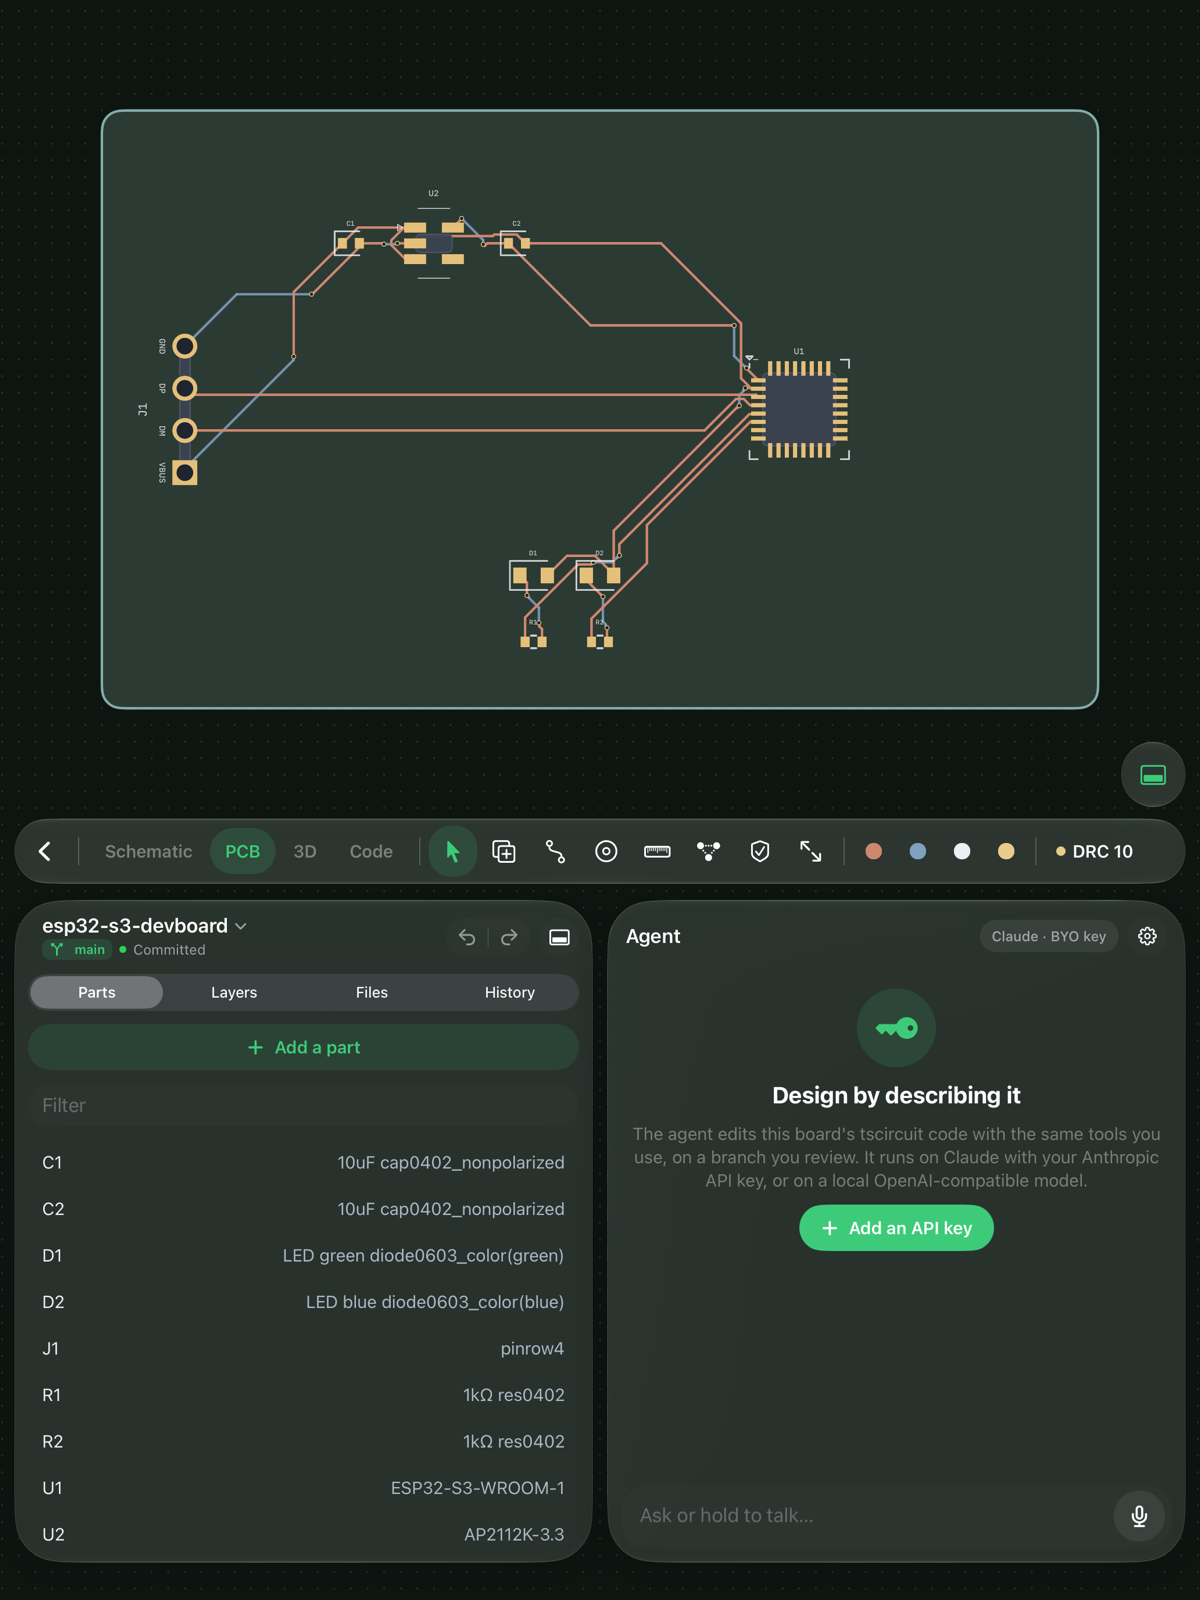 U2
C1
C2
GND
DP
J1
DM
VBUS
U1
D1
D2
R1
R2
Schematic
PCB
3D
Code
DRC 10
esp32-s3-devboard
main
Committed
Parts
Layers
Files
History
+ Add a part
Filter
C1 10uF cap0402_nonpolarized
C2 10uF cap0402_nonpolarized
D1 LED green diode0603_color(green)
D2 LED blue diode0603_color(blue)
J1 pinrow4
R1 1kΩ res0402
R2 1kΩ res0402
U1 ESP32-S3-WROOM-1
U2 AP2112K-3.3
Agent
Claude · BYO key
Design by describing it
The agent edits this board's tscircuit code with the same tools you
use, on a branch you review. It runs on Claude with your Anthropic
API key, or on a local OpenAI-compatible model.
+ Add an API key
Ask or hold to talk...